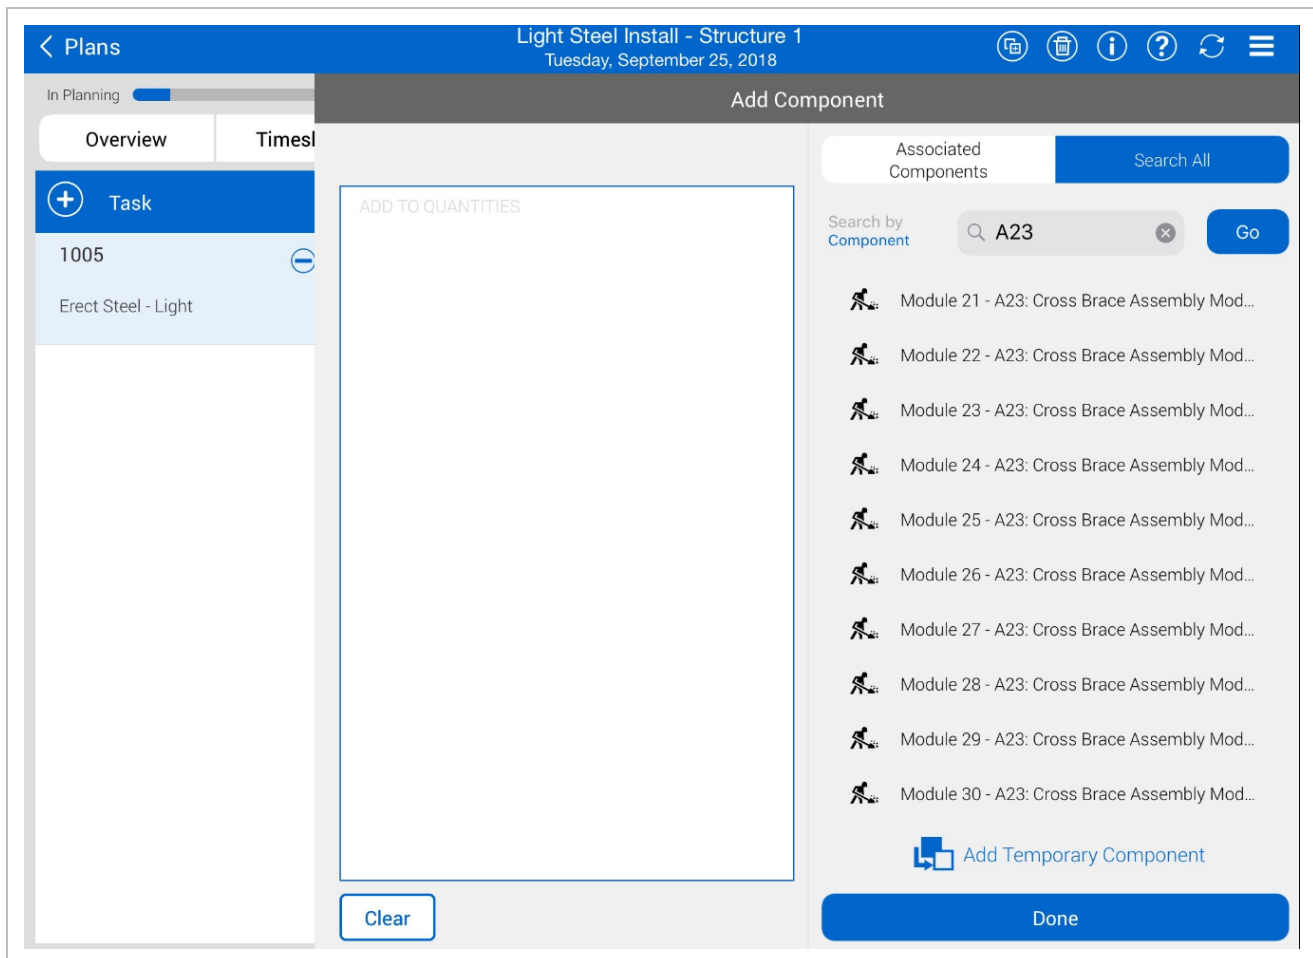 Plans
Light Steel Install - Structure 1
Tuesday, September 25, 2018
In Planning
Add Component
Overview
Timesl
Associated
Components
Search All
Task
ADD TO QUANTITIES
Search by
Component
A23
Go
1005
Erect Steel - Light
Module 21 - A23: Cross Brace Assembly Mod...
Module 22 - A23: Cross Brace Assembly Mod...
Module 23 - A23: Cross Brace Assembly Mod...
Module 24 - A23: Cross Brace Assembly Mod...
Module 25 - A23: Cross Brace Assembly Mod...
Module 26 - A23: Cross Brace Assembly Mod...
Module 27 - A23: Cross Brace Assembly Mod...
Module 28 - A23: Cross Brace Assembly Mod...
Module 29 - A23: Cross Brace Assembly Mod...
Module 30 - A23: Cross Brace Assembly Mod...
Add Temporary Component
Clear
Done